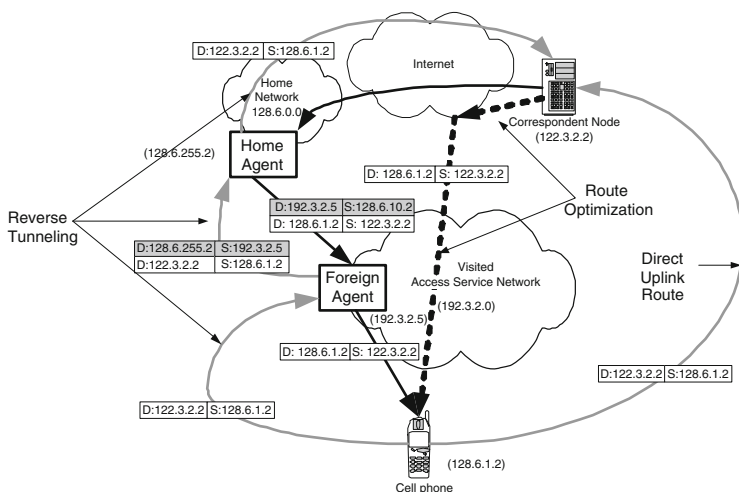 D:122.3.2.2 S:128.6.1.2
Internet
Home
Network
128.6.0.0
Correspondent Node
(122.3.2.2)
(128.6.255.2)
Home
Agent
D: 128.6.1.2 S: 122.3.2.2
Route
Optimization
D:192.3.2.5 S:128.6.10.2
D: 128.6.1.2 S: 122.3.2.2
Reverse
Tunneling
D:128.6.255.2 S:192.3.2.5
D:122.3.2.2 S:128.6.1.2
Foreign
Agent
Visited
Access Service Network
(192.3.2.0)
Direct
Uplink
Route
(192.3.2.5)
D: 128.6.1.2 S: 122.3.2.2
D:122.3.2.2 S:128.6.1.2
D:122.3.2.2 S:128.6.1.2
(128.6.1.2)
Cell phone